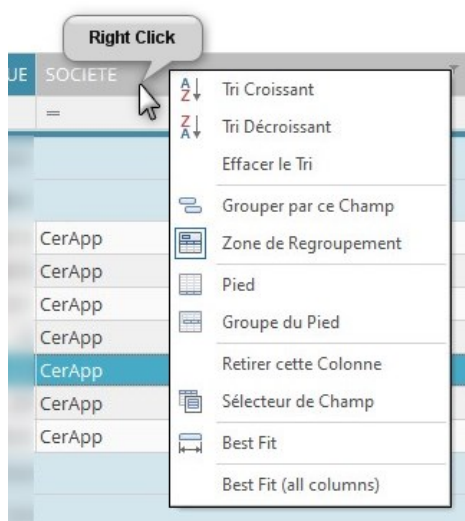 Right Click
UE SOCIETE
=
Tri Croissant
Tri Décroissant
Effacer le Tri
Grouper par ce Champ
Zone de Regroupement
Pied
Groupe du Pied
Retirer cette Colonne
Sélecteur de Champ
Best Fit
Best Fit (all columns)
CerApp
CerApp
CerApp
CerApp
CerApp
CerApp
CerApp